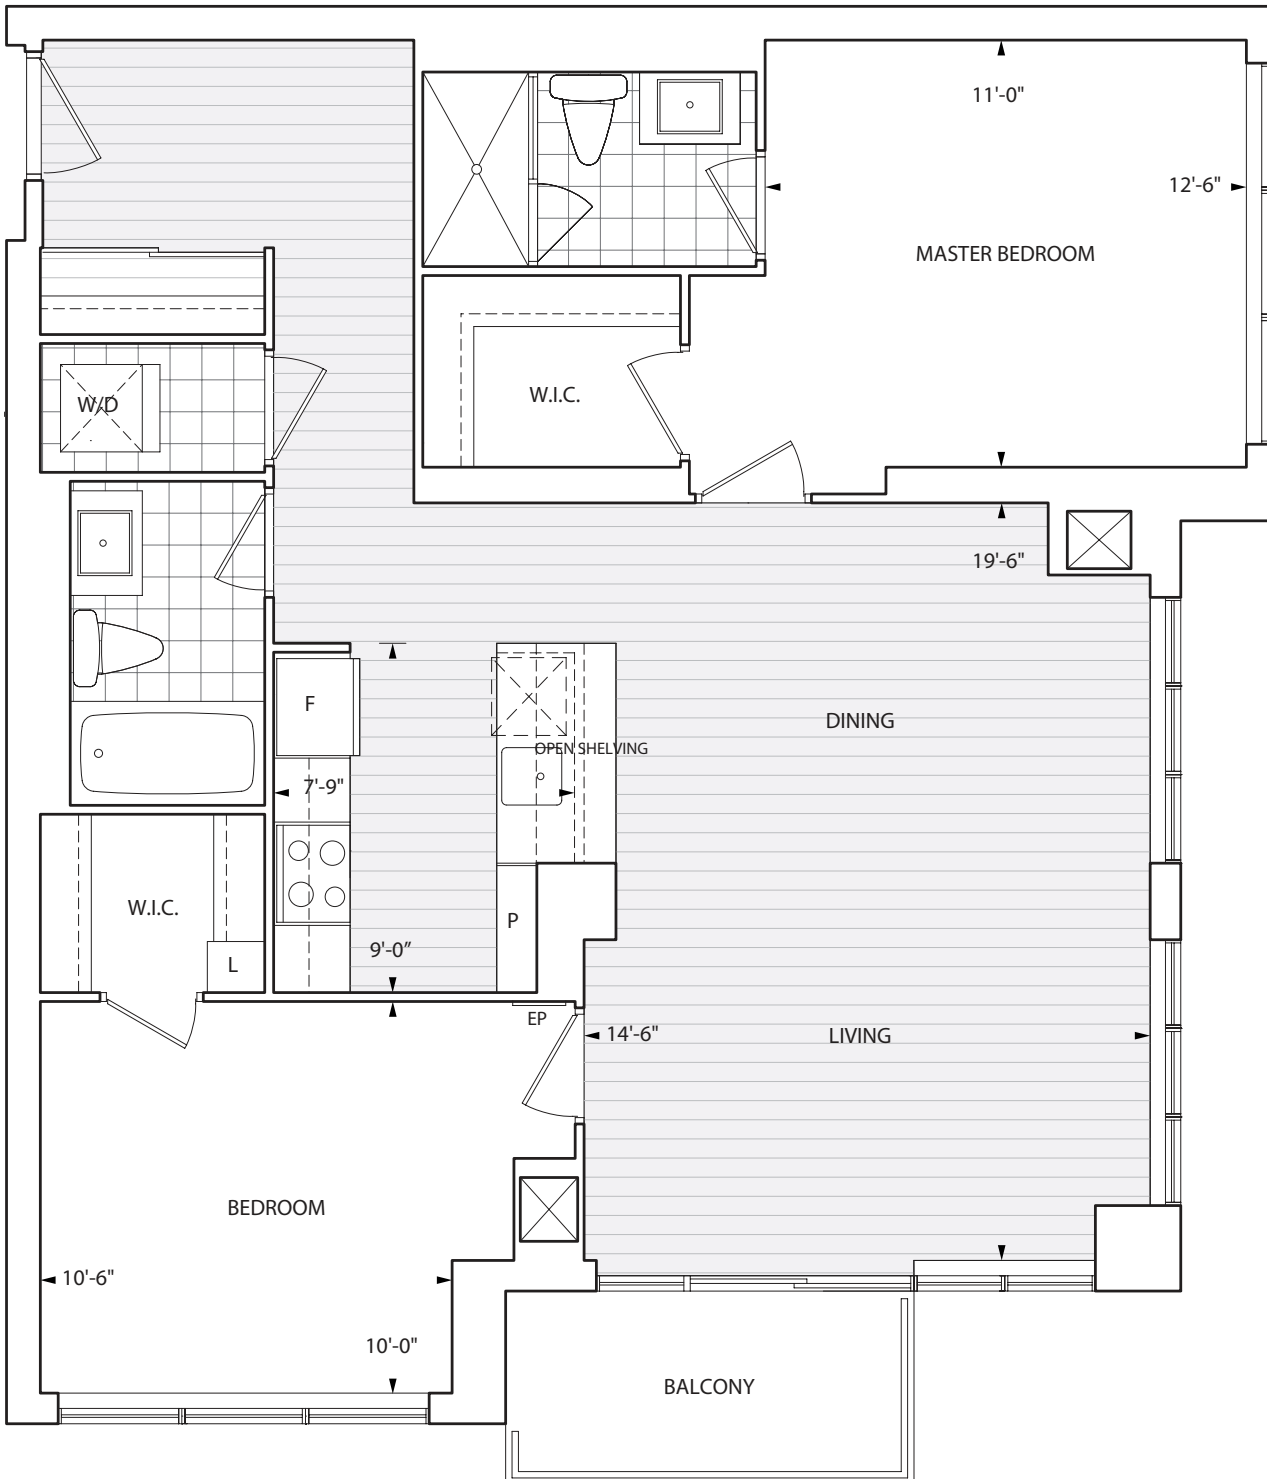 11'-0"
12'-6"
MASTER BEDROOM
W.I.C.
W/D
19'-6"
F
DINING
OPEN SHELVING
7'-9"
W.I.C.
P
9'-0"
L
EP
14'-6"
LIVING
BEDROOM
10'-6"
10'-0"
BALCONY